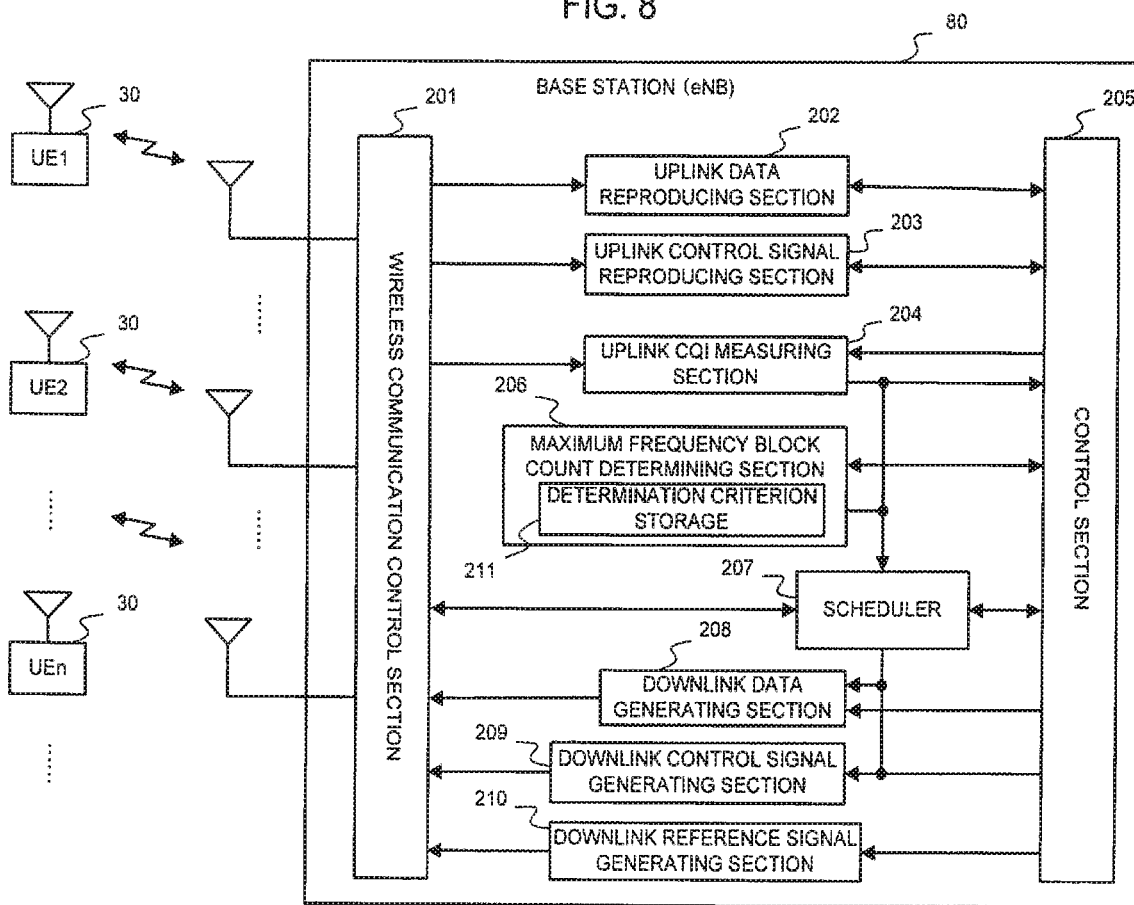 FIG. 8
80
BASE STATION (eNB)
30
UE1
201
202
205
UPLINK DATA
REPRODUCING SECTION
203
UPLINK CONTROL SIGNAL
REPRODUCING SECTION
30
UE2
204
UPLINK CQI MEASURING
SECTION
206
MAXIMUM FREQUENCY BLOCK
COUNT DETERMINING SECTION
DETERMINATION CRITERION
STORAGE
211
WIRELESS COMMUNICATION CONTROL SECTION
CONTROL SECTION
207
SCHEDULER
30
UEn
208
DOWNLINK DATA
GENERATING SECTION
209
DOWNLINK CONTROL SIGNAL
GENERATING SECTION
210
DOWNLINK REFERENCE SIGNAL
GENERATING SECTION